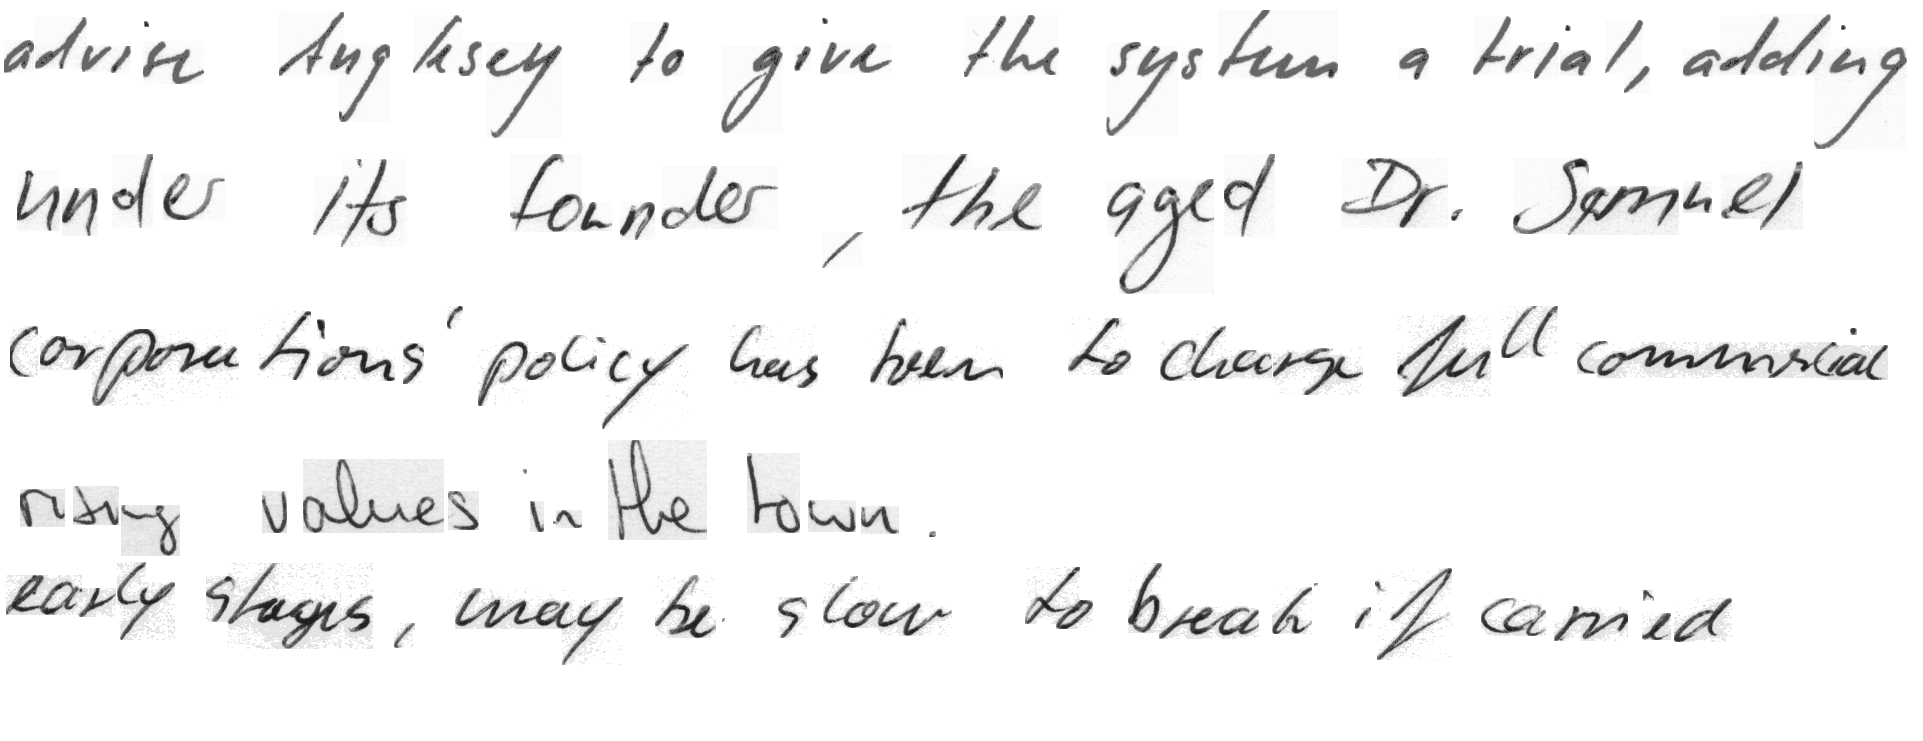 advise Anglesey to give the system a trial, adding
under its founder, the aged Dr. Samuel
corporations' policy has been to charge full commercial
rising values in the town.
early stages, may be slow to break if carried